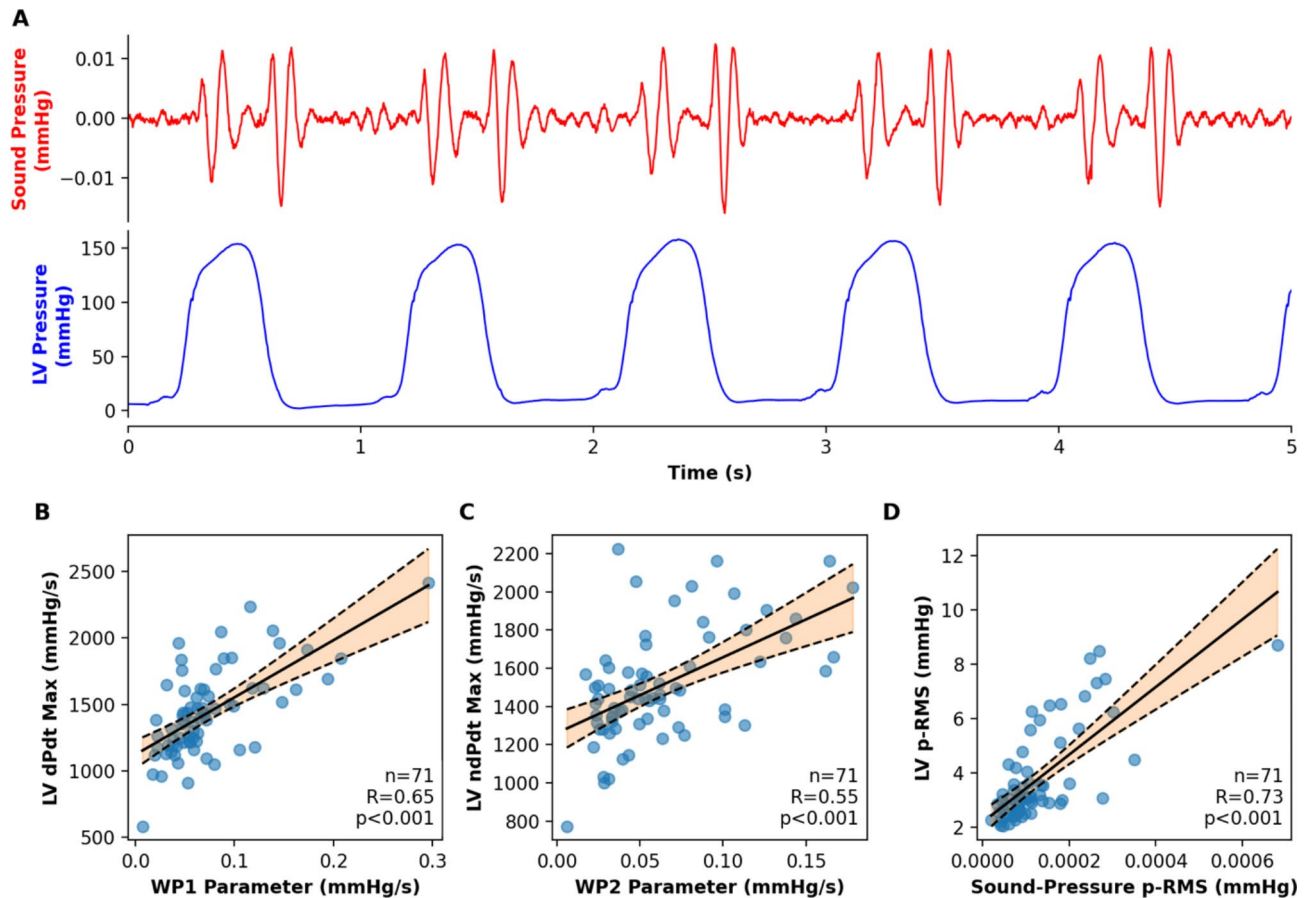 A
Sound Pressure
(mmHg)
0.01
0.00
−0.01
LV Pressure
(mmHg)
150
100
50
0
0 1 2 3 4 5
Time (s)
B
LV dPdt Max (mmHg/s)
2500
2000
1500
1000
500
n=71
R=0.65
p<0.001
0.0 0.1 0.2 0.3
WP1 Parameter (mmHg/s)
C
LV ndPdt Max (mmHg/s)
2200
2000
1800
1600
1400
1200
1000
800
n=71
R=0.55
p<0.001
0.00 0.05 0.10 0.15
WP2 Parameter (mmHg/s)
D
LV p-RMS (mmHg)
12
10
8
6
4
2
n=71
R=0.73
p<0.001
0.0000 0.0002 0.0004 0.0006
Sound-Pressure p-RMS (mmHg)